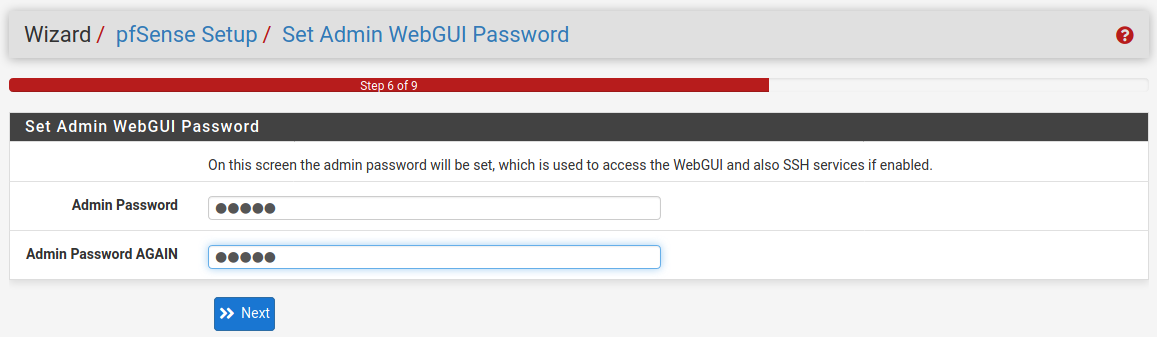 Wizard / pfSense Setup / Set Admin WebGUI Password
Step 6 of 9
Set Admin WebGUI Password
On this screen the admin password will be set, which is used to access the WebGUI and also SSH services if enabled.
Admin Password ●●●●●
Admin Password AGAIN ●●●●●
Next